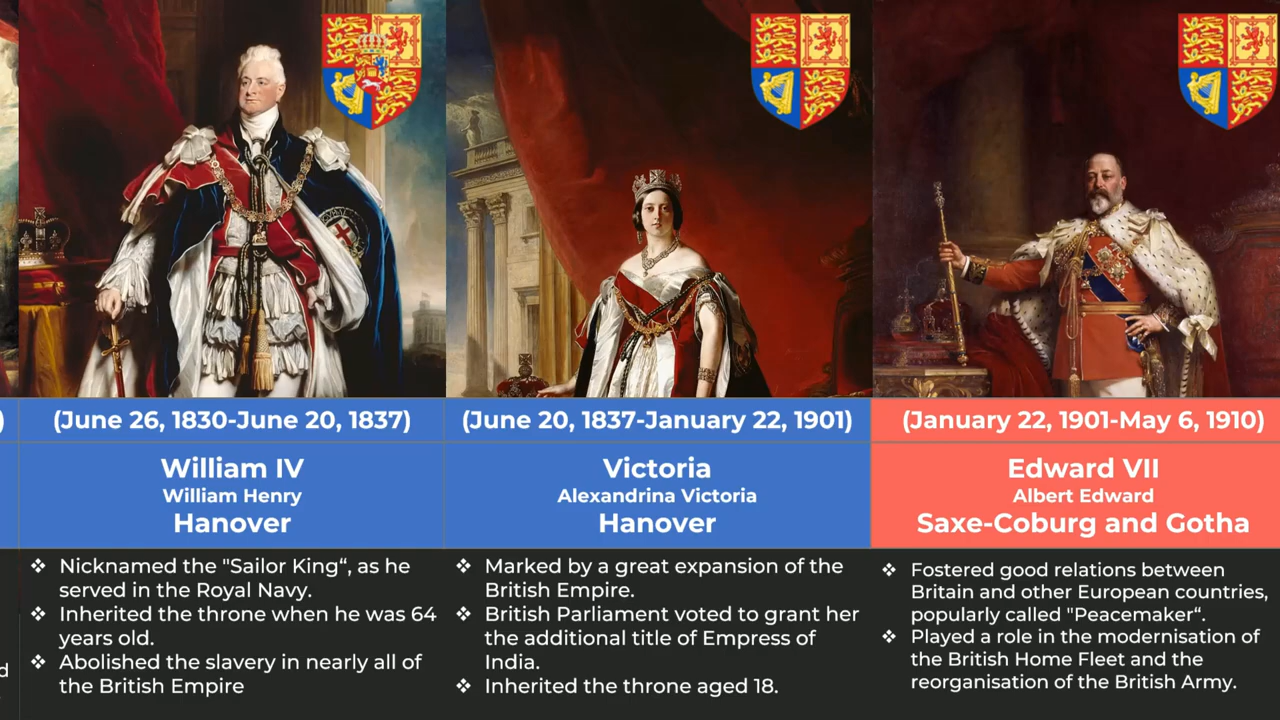 )
(June 26, 1830-June 20, 1837)
William IV
William Henry
Hanover
❖ Nicknamed the "Sailor King“, as he
served in the Royal Navy.
❖ Inherited the throne when he was 64
years old.
❖ Abolished the slavery in nearly all of
the British Empire
d
(June 20, 1837-January 22, 1901)
Victoria
Alexandrina Victoria
Hanover
❖ Marked by a great expansion of the
British Empire.
❖ British Parliament voted to grant her
the additional title of Empress of
India.
❖ Inherited the throne aged 18.
(January 22, 1901-May 6, 1910)
Edward VII
Albert Edward
Saxe-Coburg and Gotha
❖ Fostered good relations between
Britain and other European countries,
popularly called "Peacemaker“.
❖ Played a role in the modernisation of
the British Home Fleet and the
reorganisation of the British Army.